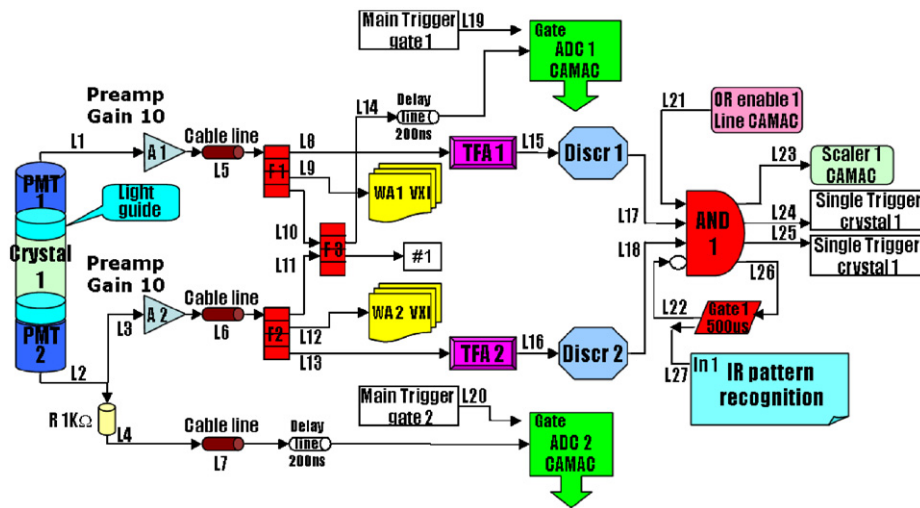 Main Trigger
gate 1
L19
Gate
ADC 1
CAMAC
Preamp
Gain 10
L14
Delay
line
200ns
L21
OR enable 1
Line CAMAC
L1
A 1
Cable line
L5
L8
L9
F 1
TFA 1
L15
Discr 1
L23
Scaler 1
CAMAC
PMT
1
Light
guide
WA1 VXI
L17
AND
1
L24
Single Trigger
crystal 1
L10
F 3
#1
L18
L25
Single Trigger
crystal 1
Crystal
1
L11
L26
Preamp
Gain 10
L3
A 2
Cable line
L6
F2
L12
WA2 VXI
L22
Gate 1
500us
PMT
2
L13
TFA 2
L16
Discr 2
L27
In 1
IR pattern
recognition
L2
R 1KΩ
L4
Cable line
L7
Delay
line
200ns
Main Trigger
gate 2
L20
Gate
ADC 2
CAMAC